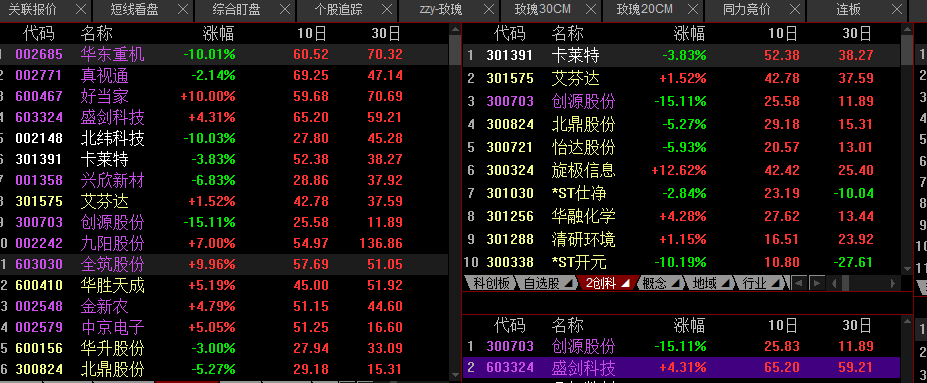 关联报价 短线看盘 综合盯盘 个股追踪 zzy-玫瑰 玫瑰30CM 玫瑰20CM 同力竞价 连板
代码 名称 涨幅 10日 30日
1 002685 华东重机 -10.01% 60.52 70.32
2 002771 真视通 -2.14% 69.25 47.14
3 600467 好当家 +10.00% 59.68 70.69
4 603324 盛剑科技 +4.31% 65.20 59.21
5 002148 北纬科技 -10.03% 27.80 45.28
6 301391 卡莱特 -3.83% 52.38 38.27
7 001358 兴欣新材 -6.83% 28.86 37.92
8 301575 艾芬达 +1.52% 42.78 37.59
9 300703 创源股份 -15.11% 25.58 11.89
0 002242 九阳股份 +7.00% 54.97 136.86
1 603030 全筑股份 +9.96% 57.69 51.05
2 600410 华胜天成 +5.19% 45.00 51.92
3 002548 金新农 +4.79% 51.15 44.60
4 002579 中京电子 +5.05% 51.25 16.60
5 600156 华升股份 -3.00% 27.94 33.09
6 300824 北鼎股份 -5.27% 29.18 15.31
代码 名称 涨幅 10日 30日
1 301391 卡莱特 -3.83% 52.38 38.27
2 301575 艾芬达 +1.52% 42.78 37.59
3 300703 创源股份 -15.11% 25.58 11.89
4 300824 北鼎股份 -5.27% 29.18 15.31
5 300721 怡达股份 -5.93% 20.57 13.01
6 300324 旋极信息 +12.62% 42.42 25.40
7 301030 *ST仕净 -2.84% 23.19 -10.04
8 301256 华融化学 +4.28% 27.62 13.44
9 301288 清研环境 +1.15% 16.51 23.92
10 300338 *ST开元 -10.19% 10.80 -27.61
科创板 自选股 2创科 概念 地域 行业
代码 名称 涨幅 10日 30日
1 300703 创源股份 -15.11% 25.83 11.89
2 603324 盛剑科技 +4.31% 65.20 59.21